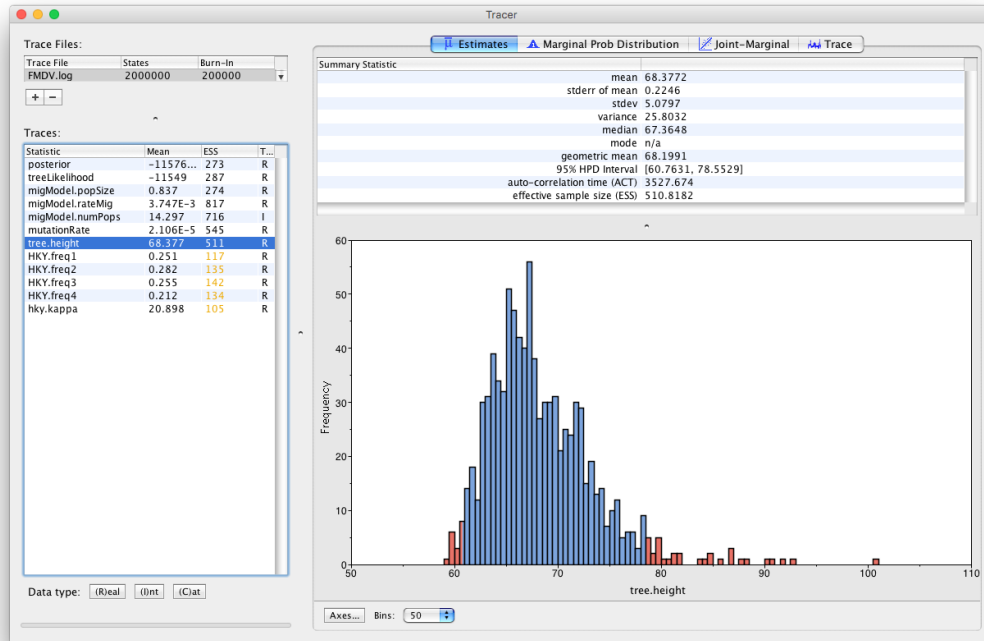 Tracer
Trace Files:
Trace File States Burn-In
FMDV.log 2000000 200000
+ −
Traces:
Statistic Mean ESS T...
posterior -11576... 273 R
treeLikelihood -11549 287 R
migModel.popSize 0.837 274 R
migModel.rateMig 3.747E-3 817 R
migModel.numPops 14.297 716 I
mutationRate 2.106E-5 545 R
tree.height 68.377 511 R
HKY.freq1 0.251 117 R
HKY.freq2 0.282 135 R
HKY.freq3 0.255 142 R
HKY.freq4 0.212 134 R
hky.kappa 20.898 105 R
Data type: (R)eal (I)nt (C)at
Estimates Marginal Prob Distribution Joint-Marginal Trace
Summary Statistic
mean 68.3772
stderr of mean 0.2246
stdev 5.0797
variance 25.8032
median 67.3648
mode n/a
geometric mean 68.1991
95% HPD Interval [60.7631, 78.5529]
auto-correlation time (ACT) 3527.674
effective sample size (ESS) 510.8182
60
50
40
30
20
10
0
Frequency
50 60 70 80 90 100 110
tree.height
Axes... Bins: 50